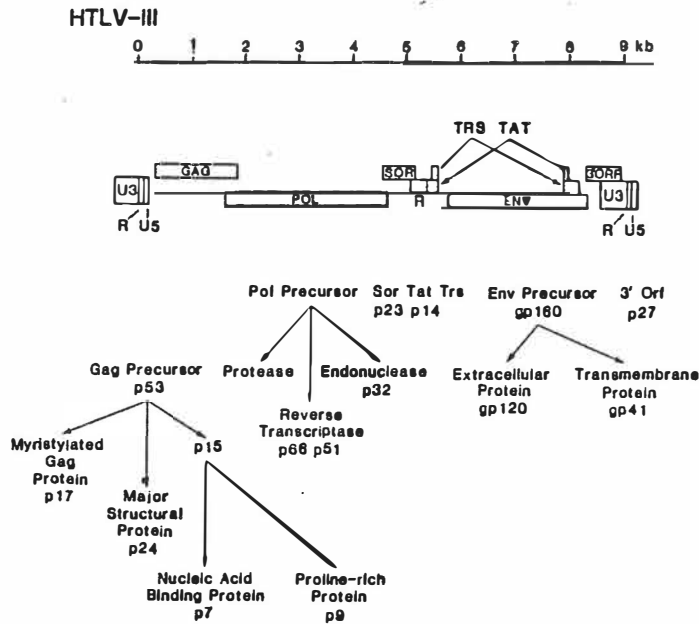 HTLV-III
0 1 2 3 4 5 6 7 8 9 kb
TRS TAT
GAG
SOR
3ORF
U3
POL
R
ENV
U3
R U5
R U5
Pol Precursor
Sor Tat Trs
p23 p14
Env Precursor
gp160
3' Orf
p27
Gag Precursor
p53
Protease
Endonuclease
p32
Extracellular
Protein
gp120
Transmembrane
Protein
gp41
Reverse
Transcriptase
p66 p51
Myristylated
Gag
Protein
p17
p15
Major
Structural
Protein
p24
Nucleic Acid
Binding Protein
p7
Proline-rich
Protein
p9